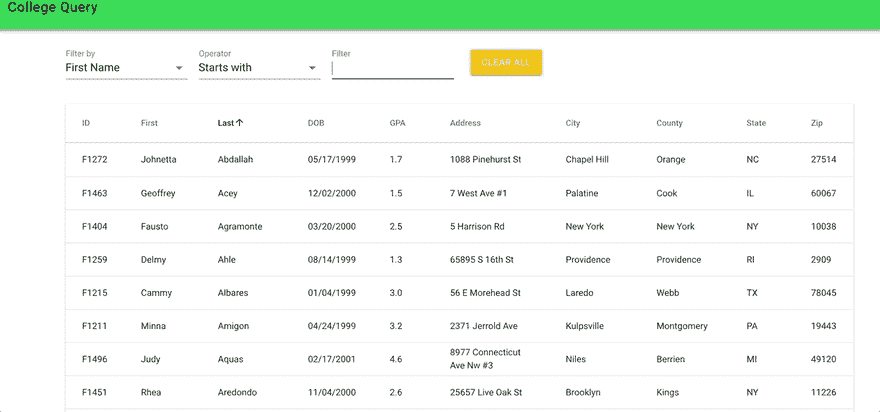 College Query
Filter by Operator Filter
First Name Starts with CLEAR ALL
ID First Last DOB GPA Address City County State Zip
F1272 Johnetta Abdallah 05/17/1999 1.7 1088 Pinehurst St Chapel Hill Orange NC 27514
F1463 Geoffrey Acey 12/02/2000 1.5 7 West Ave #1 Palatine Cook IL 60067
F1404 Fausto Agramonte 03/20/2000 2.5 5 Harrison Rd New York New York NY 10038
F1259 Delmy Ahle 08/14/1999 1.3 65895 S 16th St Providence Providence RI 2909
F1215 Cammy Albares 01/04/1999 3.0 56 E Morehead St Laredo Webb TX 78045
F1211 Minna Amigon 04/24/1999 3.2 2371 Jerrold Ave Kulpsville Montgomery PA 19443
F1496 Judy Aquas 02/17/2001 4.6 8977 Connecticut Niles Berrien MI 49120
Ave Nw #3
F1451 Rhea Aredondo 11/04/2000 2.6 25657 Live Oak St Brooklyn Kings NY 11226